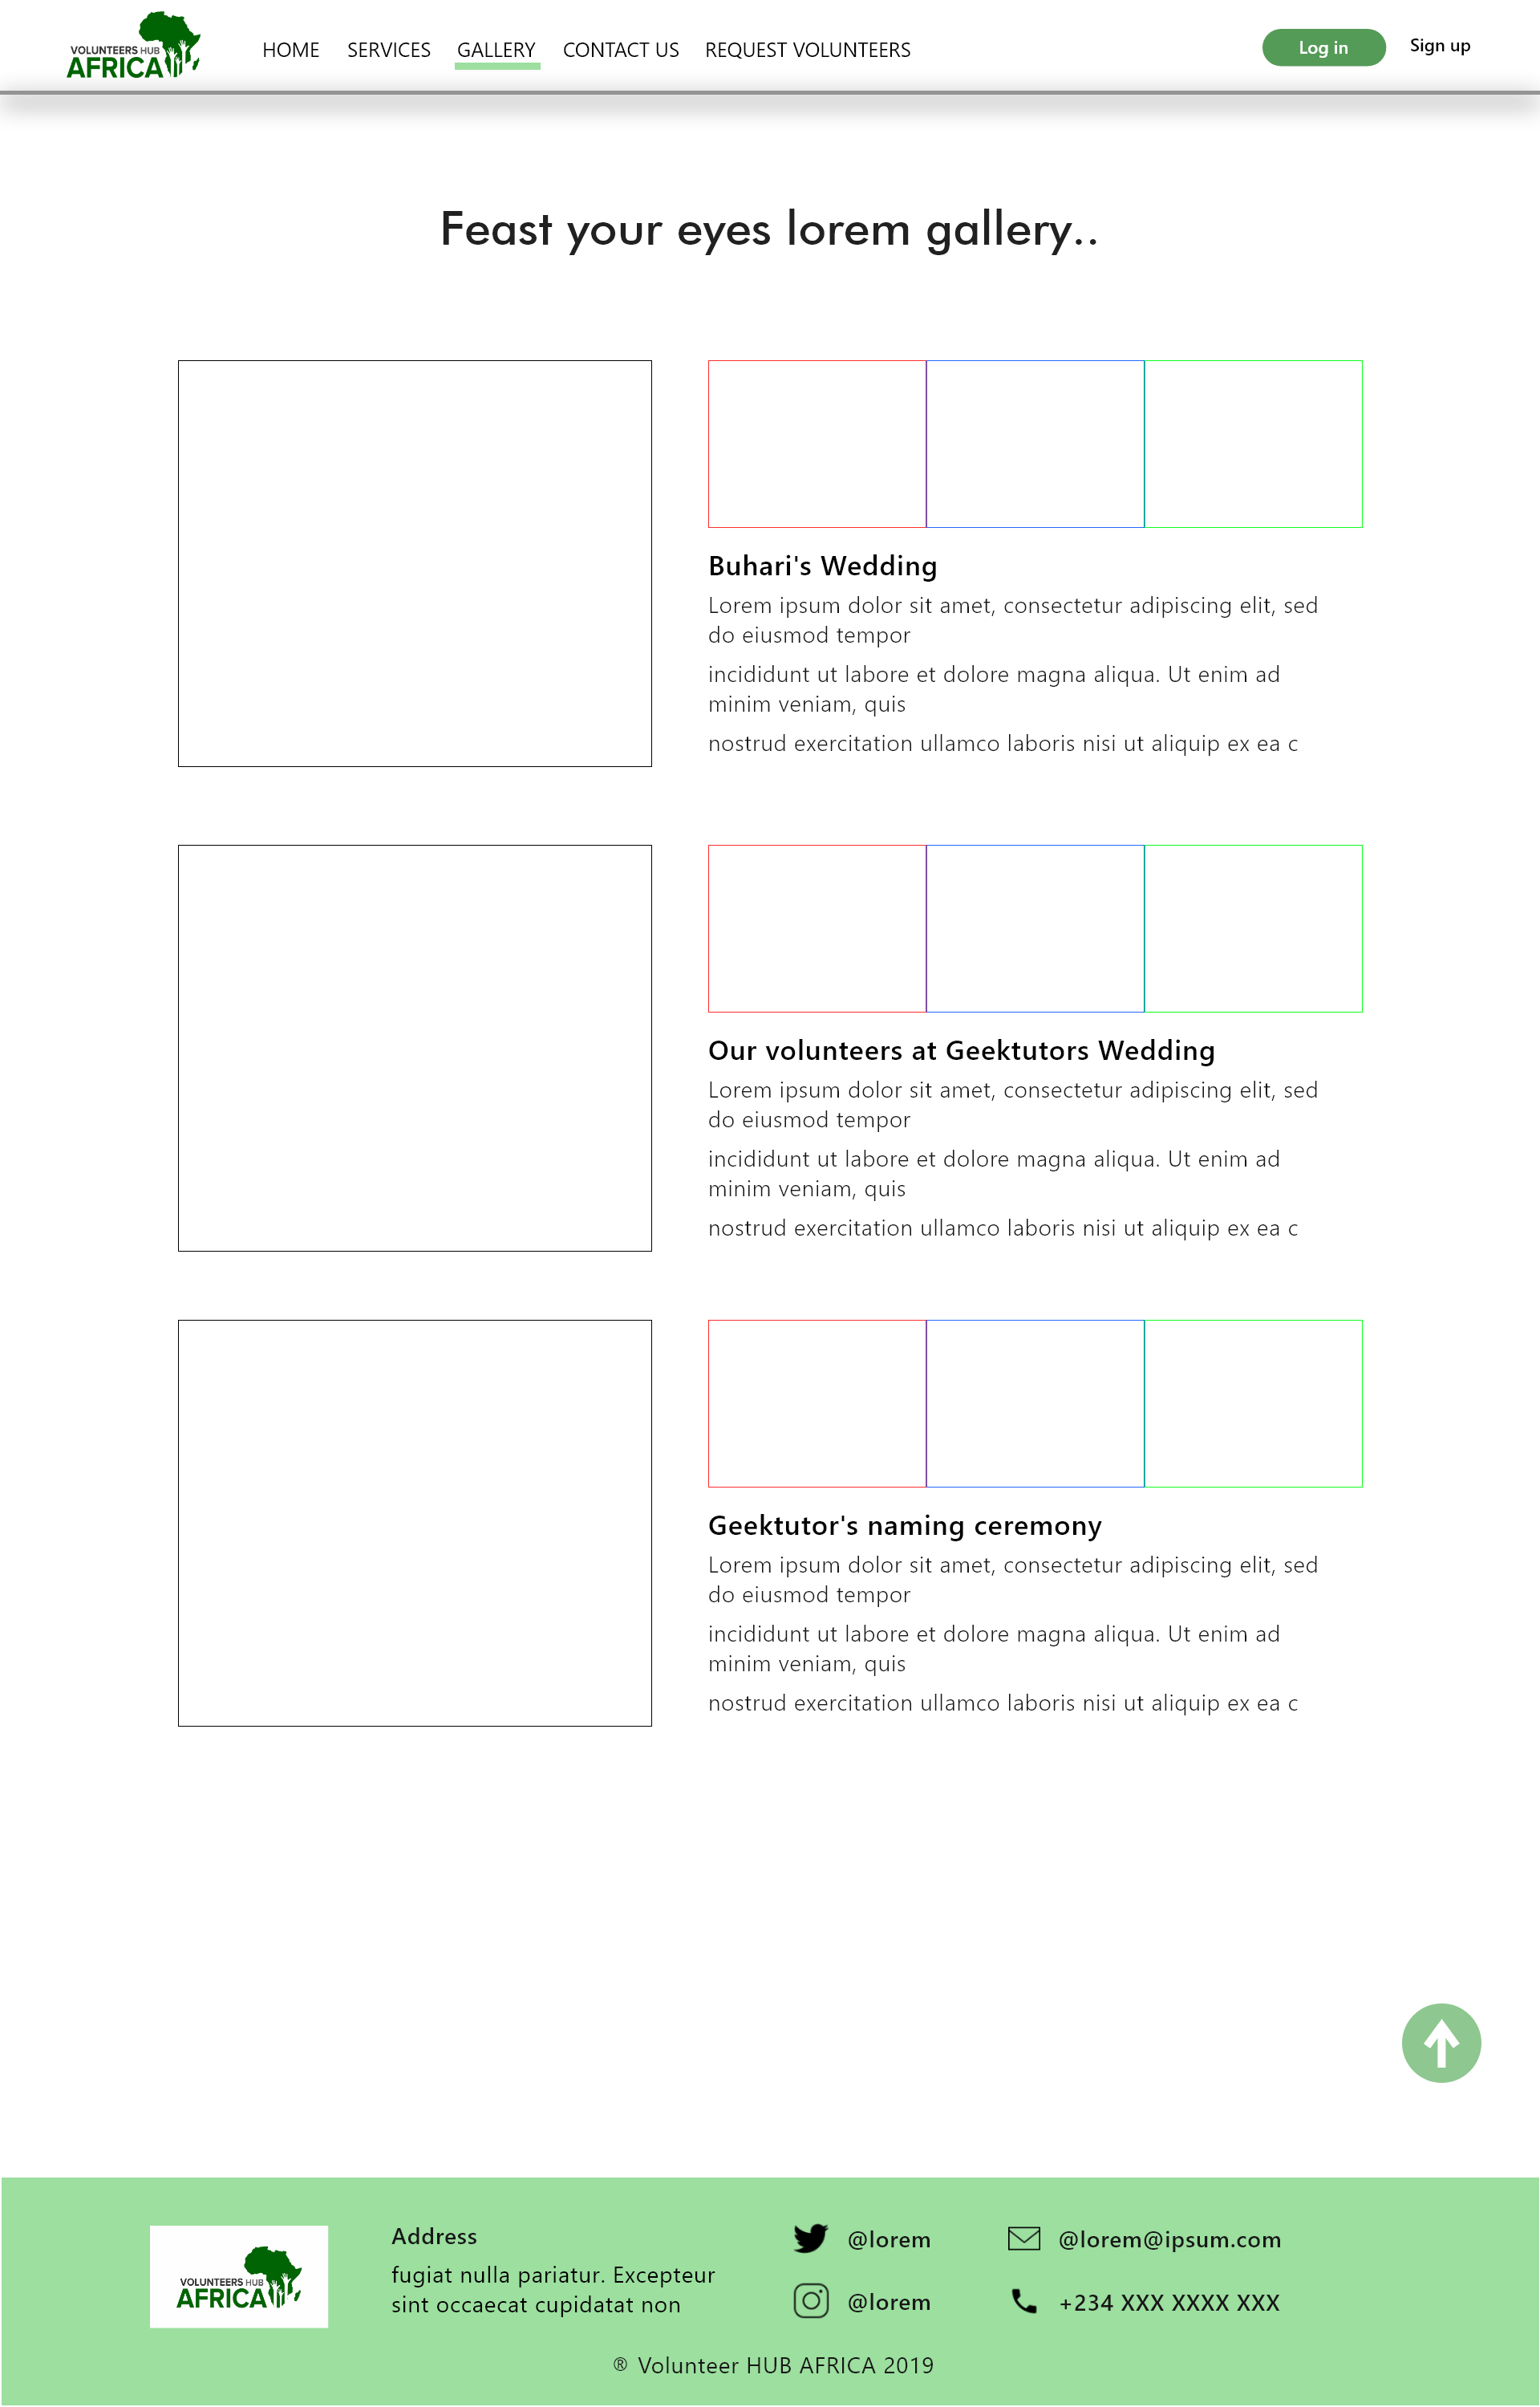 VOLUNTEERS HUB
AFRICA
HOME SERVICES GALLERY CONTACT US REQUEST VOLUNTEERS
Log in
Sign up
Feast your eyes lorem gallery..
Buhari's Wedding
Lorem ipsum dolor sit amet, consectetur adipiscing elit, sed
do eiusmod tempor
incididunt ut labore et dolore magna aliqua. Ut enim ad
minim veniam, quis
nostrud exercitation ullamco laboris nisi ut aliquip ex ea c
Our volunteers at Geektutors Wedding
Lorem ipsum dolor sit amet, consectetur adipiscing elit, sed
do eiusmod tempor
incididunt ut labore et dolore magna aliqua. Ut enim ad
minim veniam, quis
nostrud exercitation ullamco laboris nisi ut aliquip ex ea c
Geektutor's naming ceremony
Lorem ipsum dolor sit amet, consectetur adipiscing elit, sed
do eiusmod tempor
incididunt ut labore et dolore magna aliqua. Ut enim ad
minim veniam, quis
nostrud exercitation ullamco laboris nisi ut aliquip ex ea c
VOLUNTEERS HUB
AFRICA
Address
fugiat nulla pariatur. Excepteur
sint occaecat cupidatat non
@lorem
@lorem
@lorem@ipsum.com
+234 XXX XXXX XXX
® Volunteer HUB AFRICA 2019